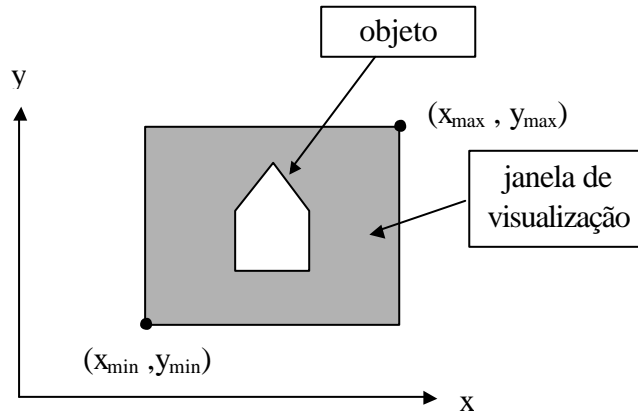 objeto
y
(xmax , ymax)
janela de
visualização
(xmin ,ymin)
x